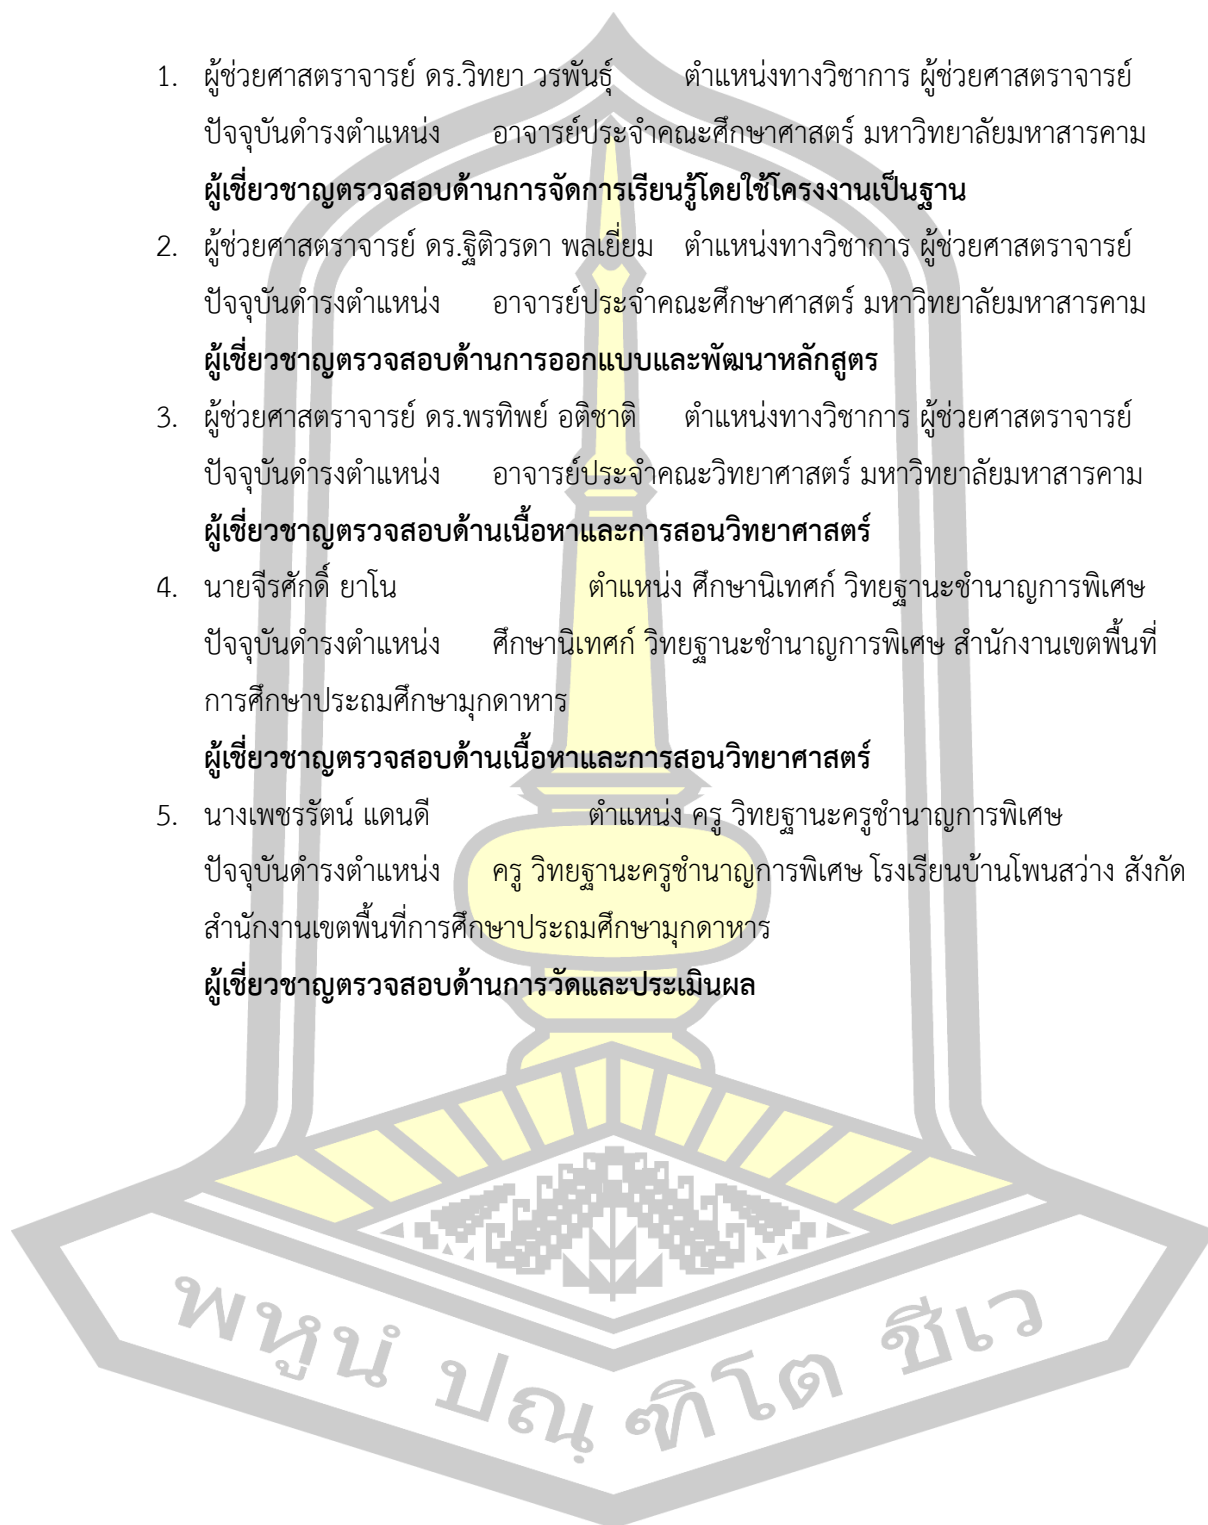 1. ผู้ช่วยศาสตราจารย์ ดร.วิทยา วรพันธุ์ ตำแหน่งทางวิชาการ ผู้ช่วยศาสตราจารย์
ปัจจุบันดำรงตำแหน่ง อาจารย์ประจำคณะศึกษาศาสตร์ มหาวิทยาลัยมหาสารคาม
ผู้เชี่ยวชาญตรวจสอบด้านการจัดการเรียนรู้โดยใช้โครงงานเป็นฐาน
2. ผู้ช่วยศาสตราจารย์ ดร.ฐิติวรดา พลเยี่ยม ตำแหน่งทางวิชาการ ผู้ช่วยศาสตราจารย์
ปัจจุบันดำรงตำแหน่ง อาจารย์ประจำคณะศึกษาศาสตร์ มหาวิทยาลัยมหาสารคาม
ผู้เชี่ยวชาญตรวจสอบด้านการออกแบบและพัฒนาหลักสูตร
3. ผู้ช่วยศาสตราจารย์ ดร.พรทิพย์ อติชาติ ตำแหน่งทางวิชาการ ผู้ช่วยศาสตราจารย์
ปัจจุบันดำรงตำแหน่ง อาจารย์ประจำคณะวิทยาศาสตร์ มหาวิทยาลัยมหาสารคาม
ผู้เชี่ยวชาญตรวจสอบด้านเนื้อหาและการสอนวิทยาศาสตร์
4. นายจีรศักดิ์ ยาโน ตำแหน่ง ศึกษานิเทศก์ วิทยฐานะชำนาญการพิเศษ
ปัจจุบันดำรงตำแหน่ง ศึกษานิเทศก์ วิทยฐานะชำนาญการพิเศษ สำนักงานเขตพื้นที่
การศึกษาประถมศึกษามุกดาหาร
ผู้เชี่ยวชาญตรวจสอบด้านเนื้อหาและการสอนวิทยาศาสตร์
5. นางเพชรรัตน์ แดนดี ตำแหน่ง ครู วิทยฐานะครูชำนาญการพิเศษ
ปัจจุบันดำรงตำแหน่ง ครู วิทยฐานะครูชำนาญการพิเศษ โรงเรียนบ้านโพนสว่าง สังกัด
สำนักงานเขตพื้นที่การศึกษาประถมศึกษามุกดาหาร
ผู้เชี่ยวชาญตรวจสอบด้านการวัดและประเมินผล
พหูนํ ปณฺฑิโต ชีเว